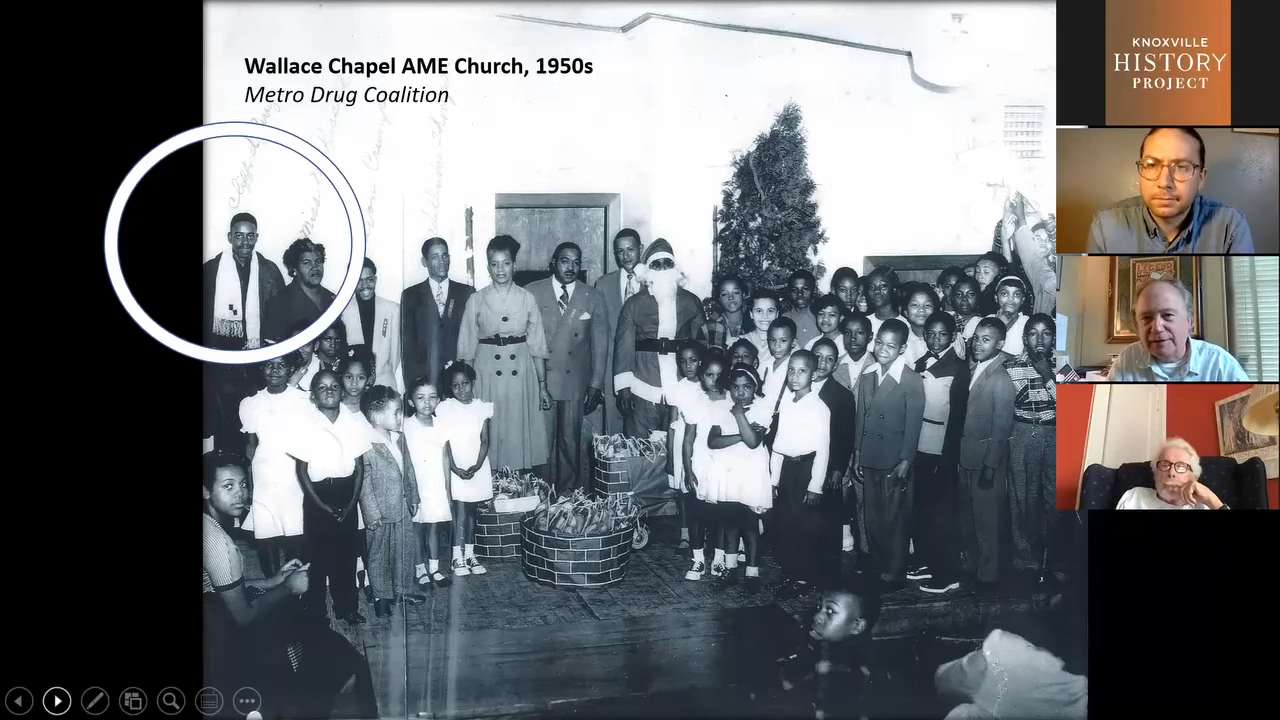 Wallace Chapel AME Church, 1950s
Metro Drug Coalition
KNOXVILLE
HISTORY
PROJECT